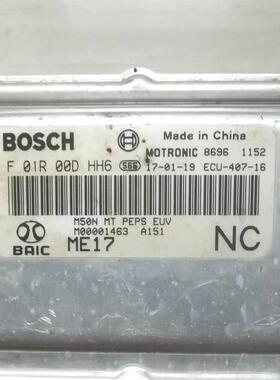 BOSCH
Made in China
MOTRONIC 8696 1152
F 01R 00D HH6
17-01-19 ECU-407-16
M50N MT PEPS EUV
M00001463 A151
BAIC
ME17
NC